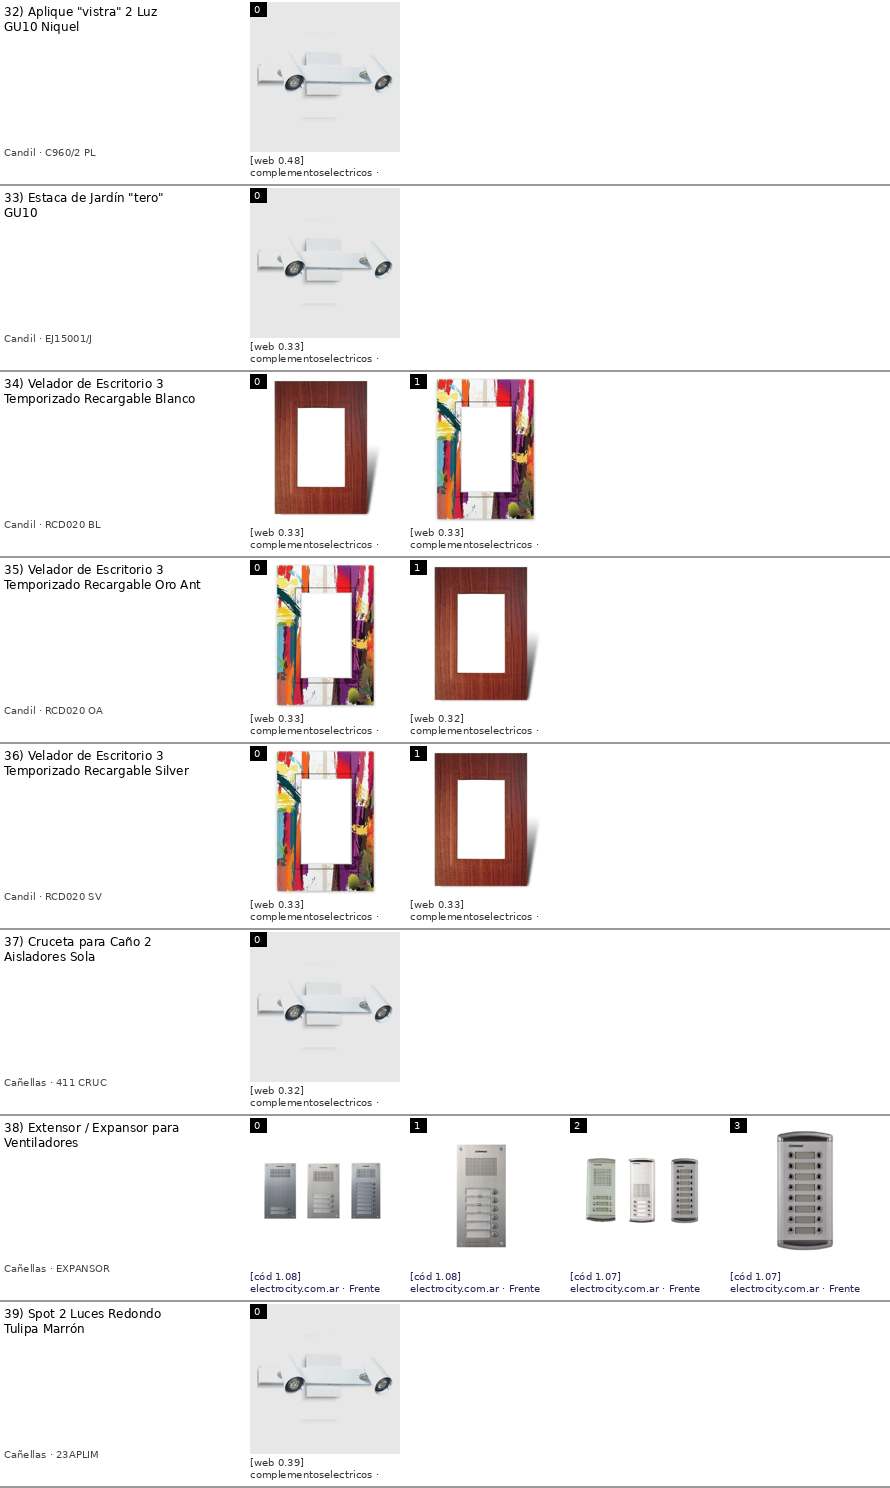 32) Aplique "vistra" 2 Luz
GU10 Niquel
0
Candil · C960/2 PL
[web 0.48]
complementoselectricos ·
33) Estaca de Jardín "tero"
GU10
0
Candil · EJ15001/J
[web 0.33]
complementoselectricos ·
34) Velador de Escritorio 3
Temporizado Recargable Blanco
0
1
Candil · RCD020 BL
[web 0.33]
complementoselectricos ·
[web 0.33]
complementoselectricos ·
35) Velador de Escritorio 3
Temporizado Recargable Oro Ant
0
1
Candil · RCD020 OA
[web 0.33]
complementoselectricos ·
[web 0.32]
complementoselectricos ·
36) Velador de Escritorio 3
Temporizado Recargable Silver
0
1
Candil · RCD020 SV
[web 0.33]
complementoselectricos ·
[web 0.33]
complementoselectricos ·
37) Cruceta para Caño 2
Aisladores Sola
0
Cañellas · 411 CRUC
[web 0.32]
complementoselectricos ·
38) Extensor / Expansor para
Ventiladores
0
1
2
3
Cañellas · EXPANSOR
[cód 1.08]
electrocity.com.ar · Frente
[cód 1.08]
electrocity.com.ar · Frente
[cód 1.07]
electrocity.com.ar · Frente
[cód 1.07]
electrocity.com.ar · Frente
39) Spot 2 Luces Redondo
Tulipa Marrón
0
Cañellas · 23APLIM
[web 0.39]
complementoselectricos ·